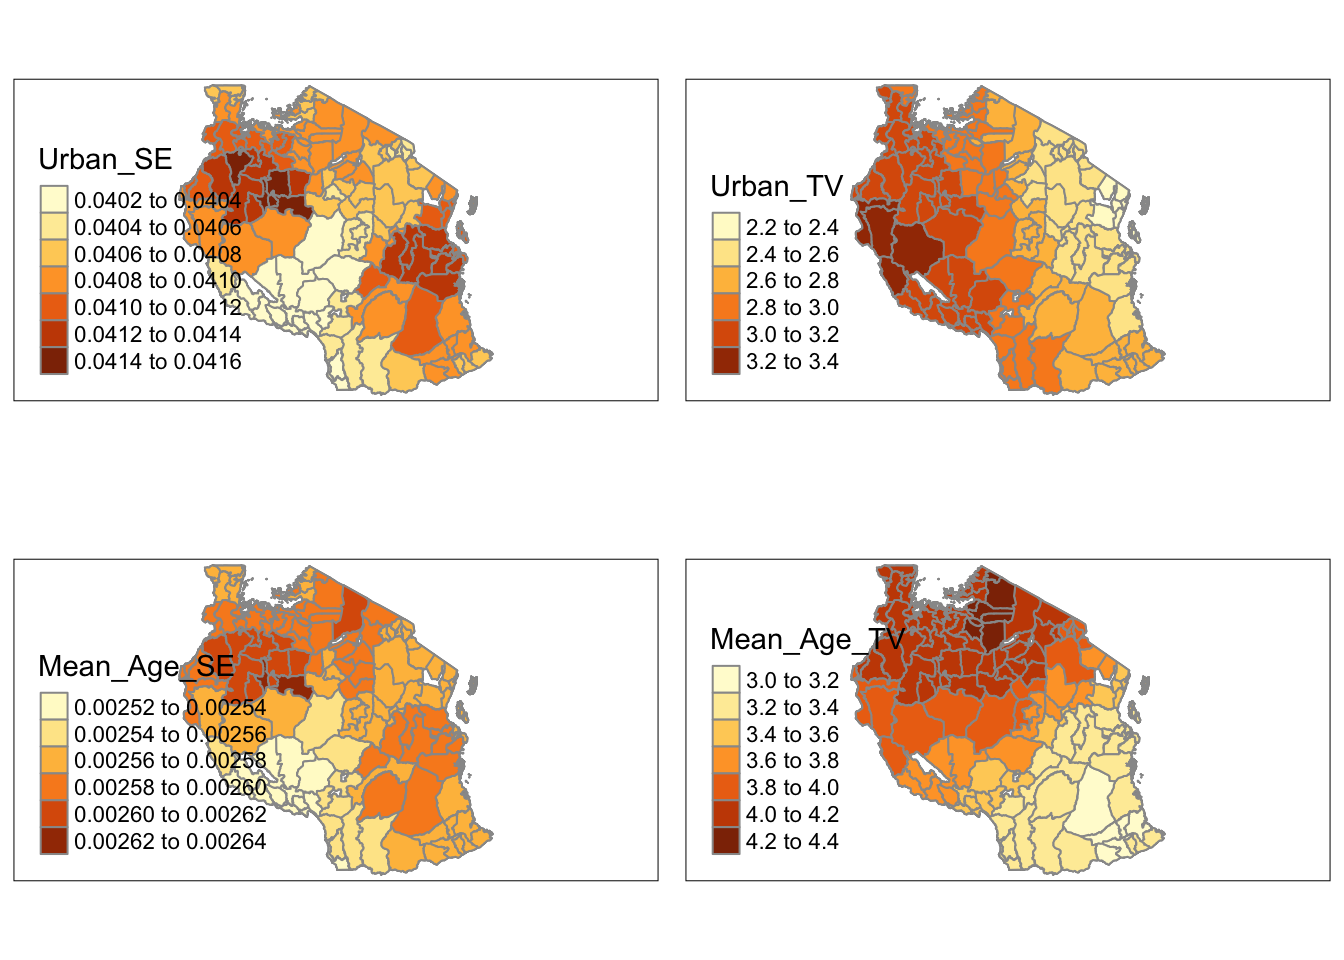 Urban_SE
0.0402 to 0.0404
0.0404 to 0.0406
0.0406 to 0.0408
0.0408 to 0.0410
0.0410 to 0.0412
0.0412 to 0.0414
0.0414 to 0.0416
Urban_TV
2.2 to 2.4
2.4 to 2.6
2.6 to 2.8
2.8 to 3.0
3.0 to 3.2
3.2 to 3.4
Mean_Age_SE
0.00252 to 0.00254
0.00254 to 0.00256
0.00256 to 0.00258
0.00258 to 0.00260
0.00260 to 0.00262
0.00262 to 0.00264
Mean_Age_TV
3.0 to 3.2
3.2 to 3.4
3.4 to 3.6
3.6 to 3.8
3.8 to 4.0
4.0 to 4.2
4.2 to 4.4